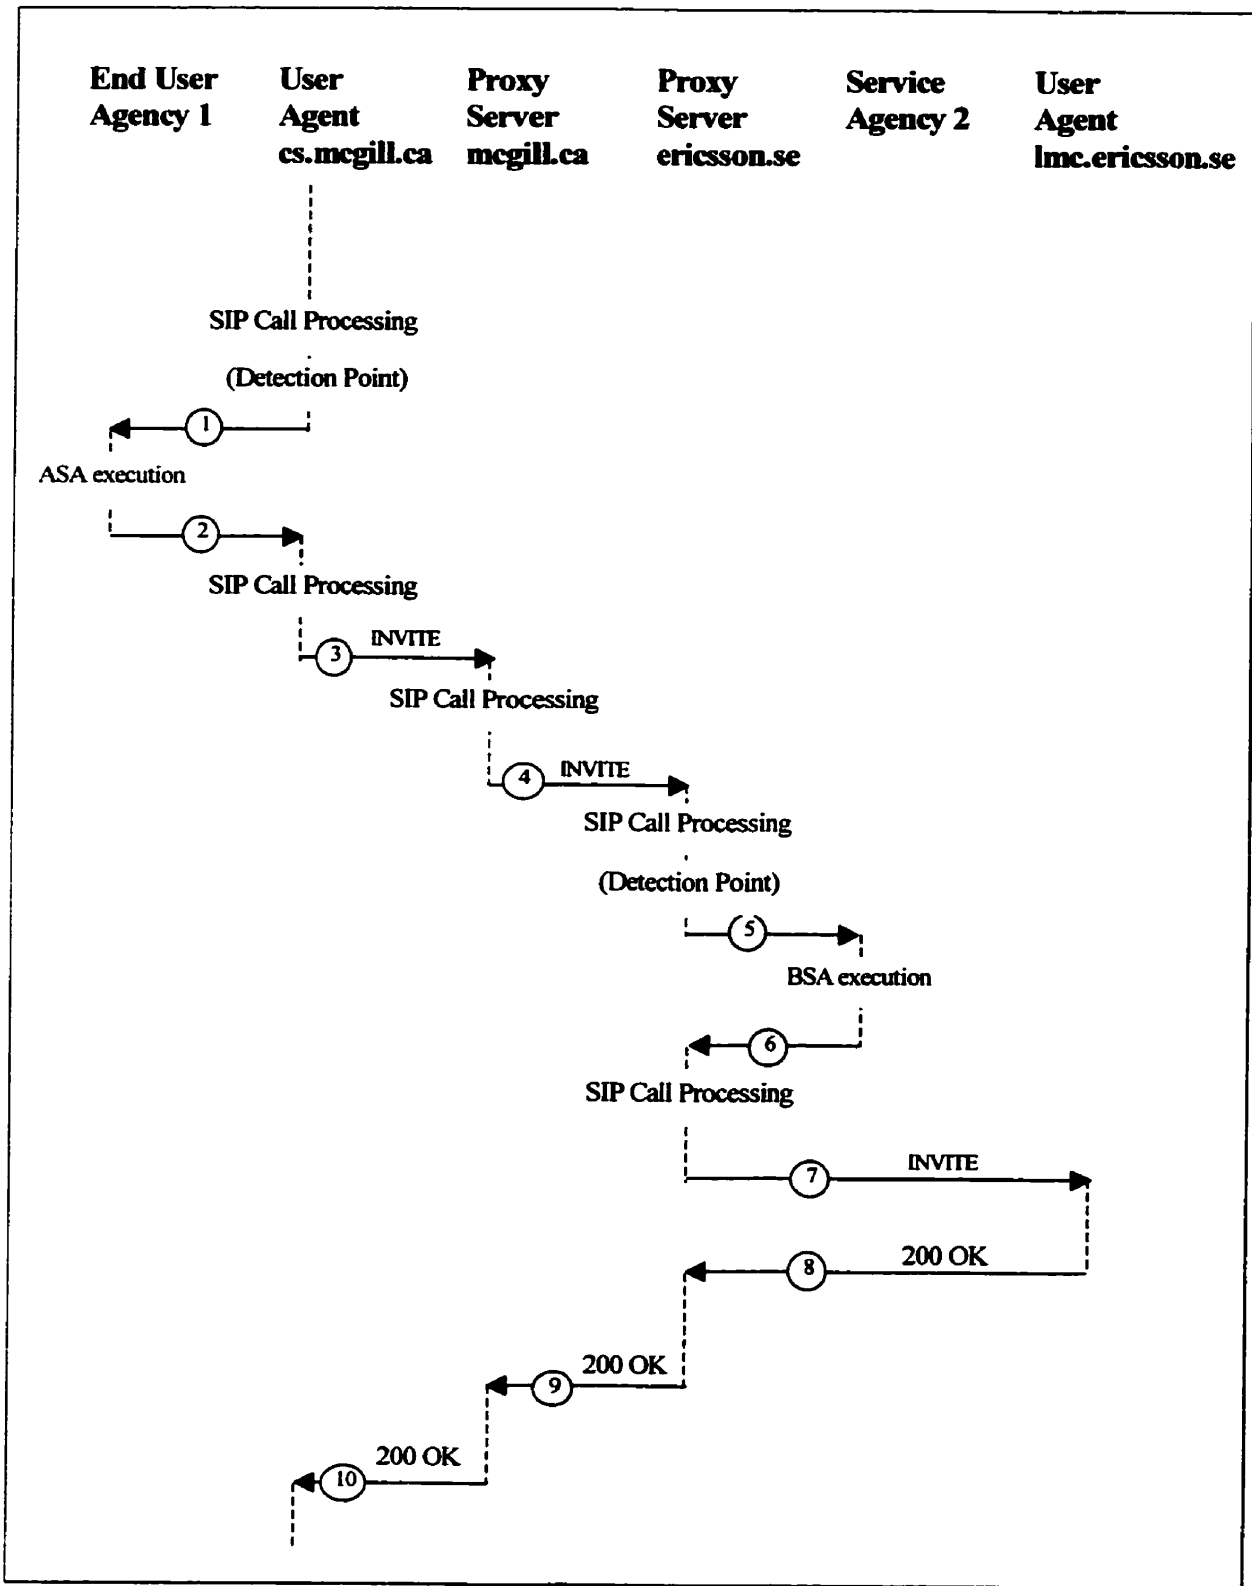 End User
Agency 1
User
Agent
cs.mcgill.ca
Proxy
Server
mcgill.ca
Proxy
Server
ericsson.se
Service
Agency 2
User
Agent
lmc.ericsson.se
SIP Call Processing
(Detection Point)
1
ASA execution
2
SIP Call Processing
3
INVITE
SIP Call Processing
4
INVITE
SIP Call Processing
(Detection Point)
5
BSA execution
6
SIP Call Processing
7
INVITE
8
200 OK
9
200 OK
10
200 OK